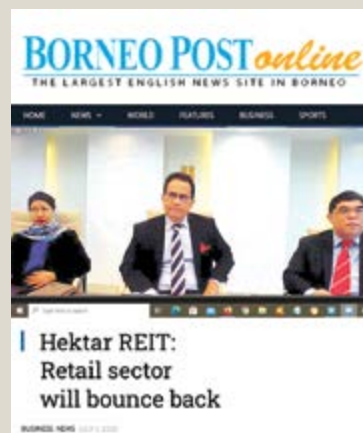 BORNEO POST online
THE LARGEST ENGLISH NEWS SITE IN BORNEO
HOME NEWS WORLD FEATURES BUSINESS SPORTS
Hektar REIT:
Retail sector
will bounce back
BUSINESS NEWS